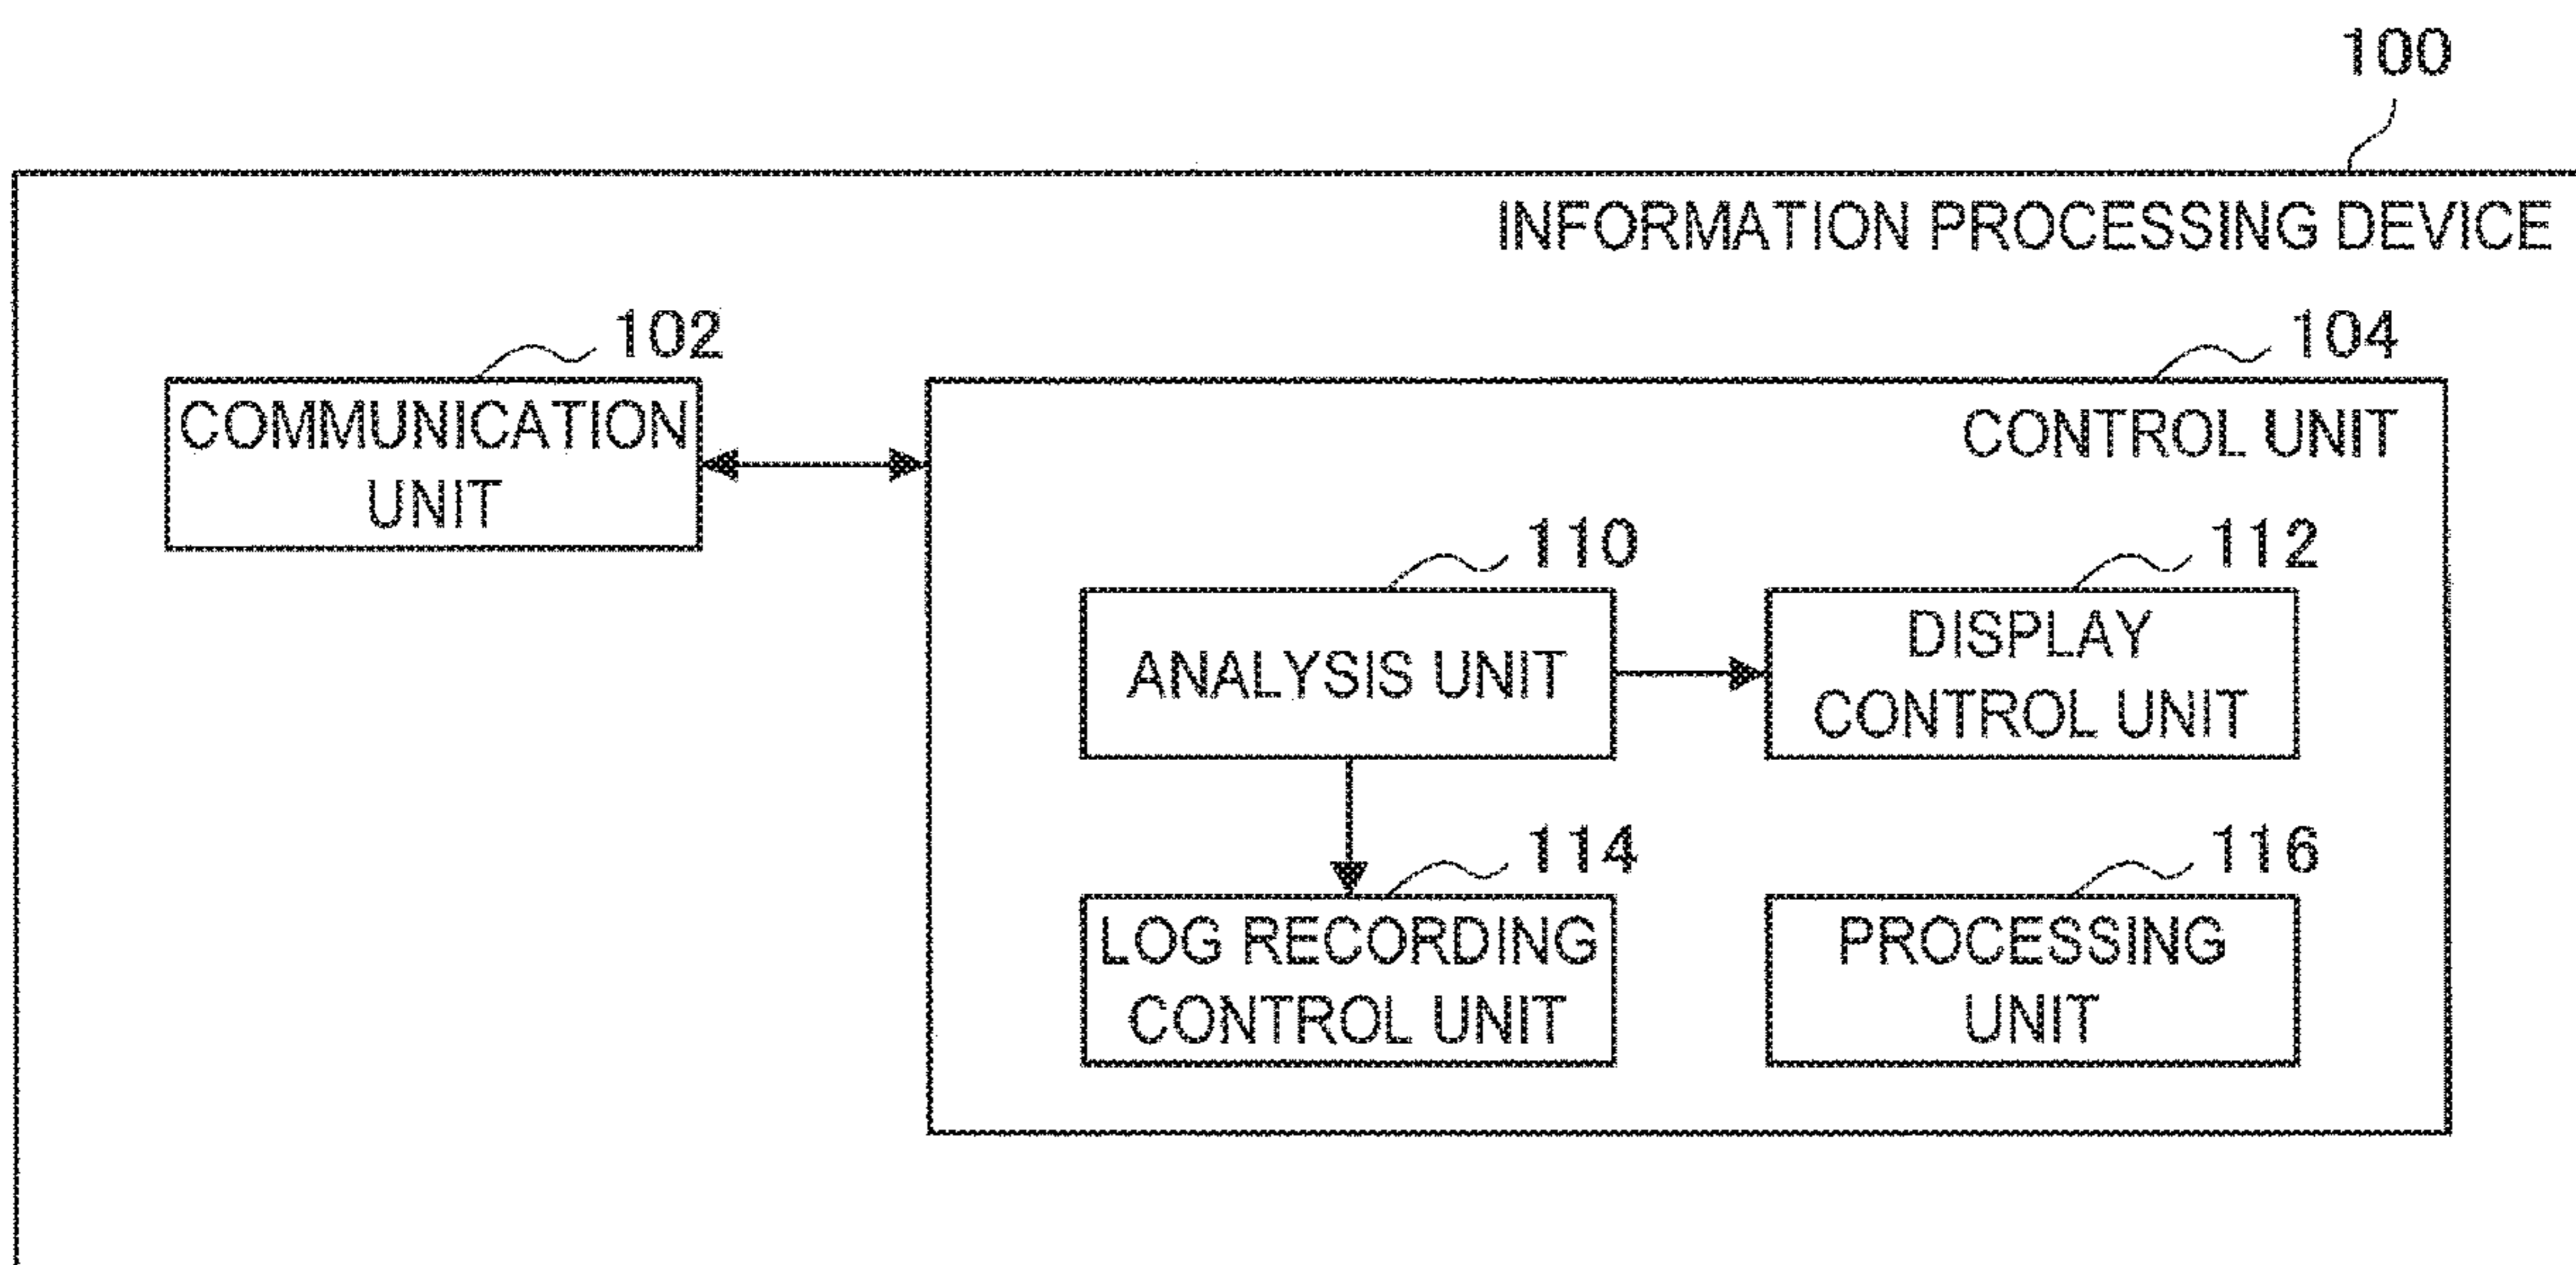 100
INFORMATION PROCESSING DEVICE
102
104
COMMUNICATION
UNIT
CONTROL UNIT
110
112
ANALYSIS UNIT
DISPLAY
CONTROL UNIT
114
116
LOG RECORDING
CONTROL UNIT
PROCESSING
UNIT